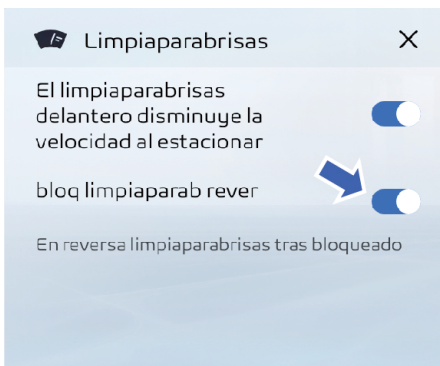 Limpiaparabrisas
El limpiaparabrisas
delantero disminuye la
velocidad al estacionar
bloq limpiaparab rever
En reversa limpiaparabrisas tras bloqueado